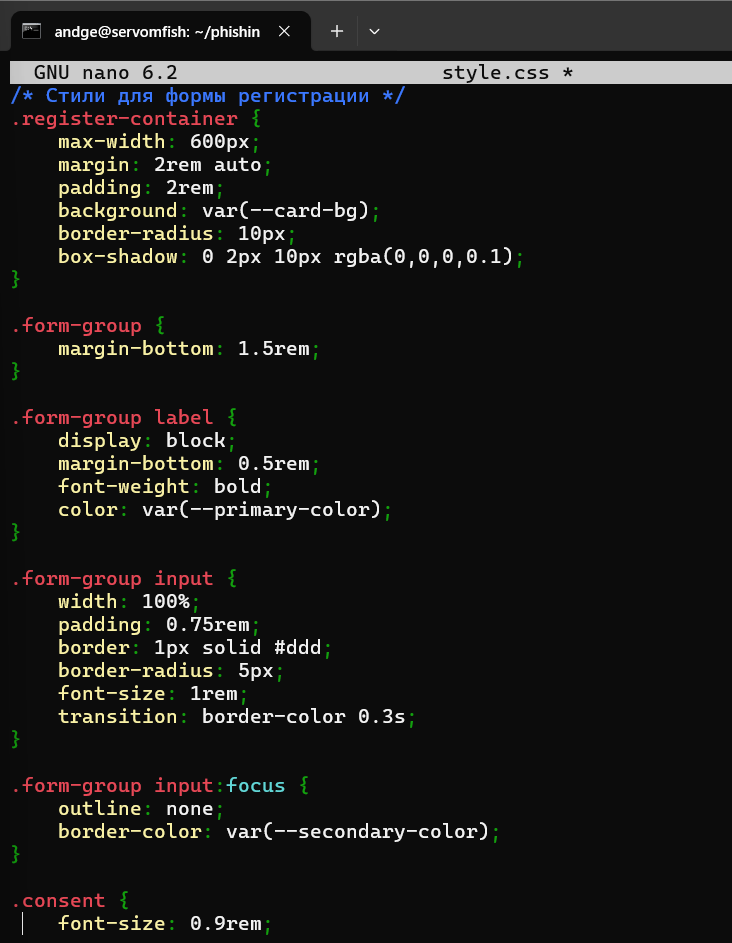 andge@servomfish: ~/phishin
GNU nano 6.2 style.css *
/* Стили для формы регистрации */
.register-container {
    max-width: 600px;
    margin: 2rem auto;
    padding: 2rem;
    background: var(--card-bg);
    border-radius: 10px;
    box-shadow: 0 2px 10px rgba(0,0,0,0.1);
}

.form-group {
    margin-bottom: 1.5rem;
}

.form-group label {
    display: block;
    margin-bottom: 0.5rem;
    font-weight: bold;
    color: var(--primary-color);
}

.form-group input {
    width: 100%;
    padding: 0.75rem;
    border: 1px solid #ddd;
    border-radius: 5px;
    font-size: 1rem;
    transition: border-color 0.3s;
}

.form-group input:focus {
    outline: none;
    border-color: var(--secondary-color);
}

.consent {
    font-size: 0.9rem;